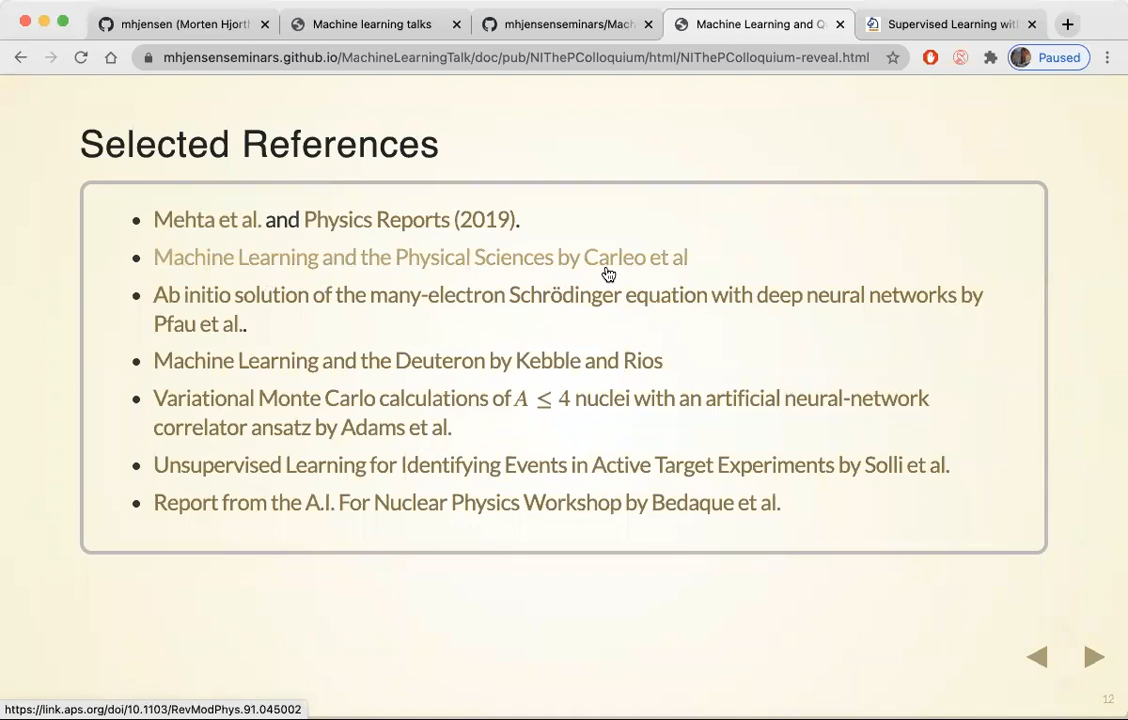 mhjensen (Morten Hjort
Machine learning talks
mhjensenseminars/Mach
Machine Learning and Q
Supervised Learning wit
mhjensenseminars.github.io/MachineLearningTalk/doc/pub/NIThePColloquium/html/NIThePColloquium-reveal.html
Paused
Selected References
• Mehta et al. and Physics Reports (2019).
• Machine Learning and the Physical Sciences by Carleo et al
• Ab initio solution of the many-electron Schrödinger equation with deep neural networks by
Pfau et al..
• Machine Learning and the Deuteron by Kebble and Rios
• Variational Monte Carlo calculations of A ≤ 4 nuclei with an artificial neural-network
correlator ansatz by Adams et al.
• Unsupervised Learning for Identifying Events in Active Target Experiments by Solli et al.
• Report from the A.I. For Nuclear Physics Workshop by Bedaque et al.
12
https://link.aps.org/doi/10.1103/RevModPhys.91.045002